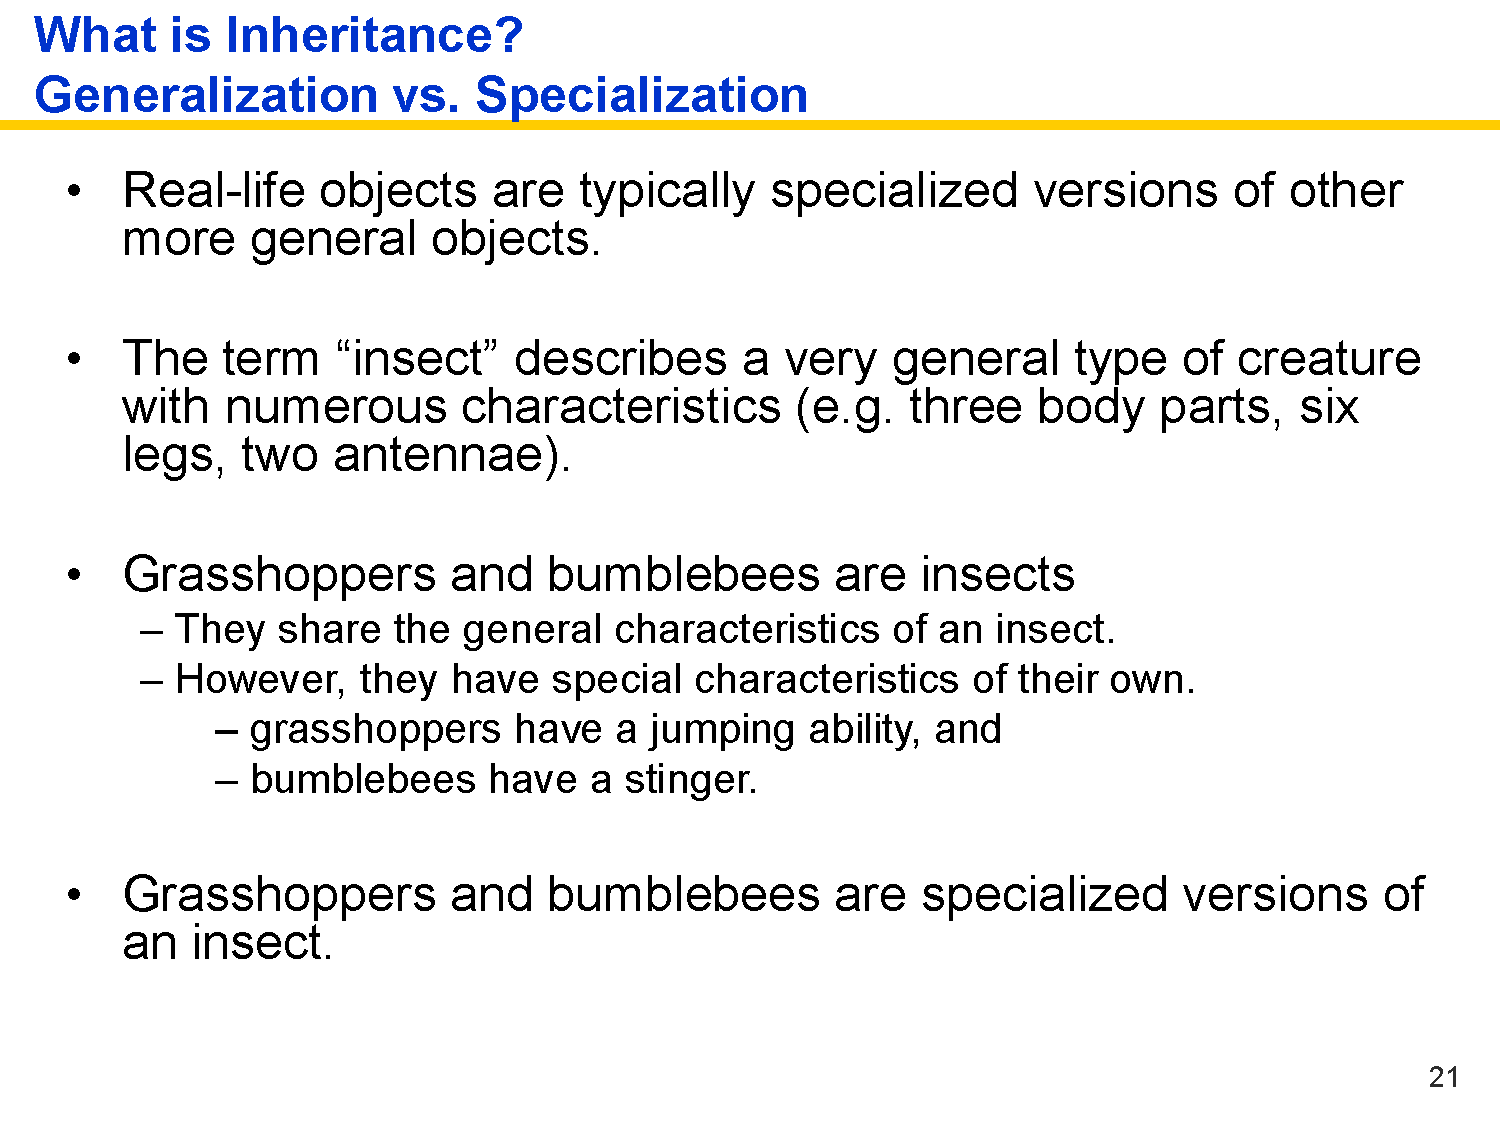 What is Inheritance?
Generalization vs. Specialization
• Real-life objects are typically specialized versions of other
more general objects.
• The term “insect” describes a very general type of creature
with numerous characteristics (e.g. three body parts, six
legs, two antennae).
• Grasshoppers and bumblebees are insects
– They share the general characteristics of an insect.
– However, they have special characteristics of their own.
– grasshoppers have a jumping ability, and
– bumblebees have a stinger.
• Grasshoppers and bumblebees are specialized versions of
an insect.
21